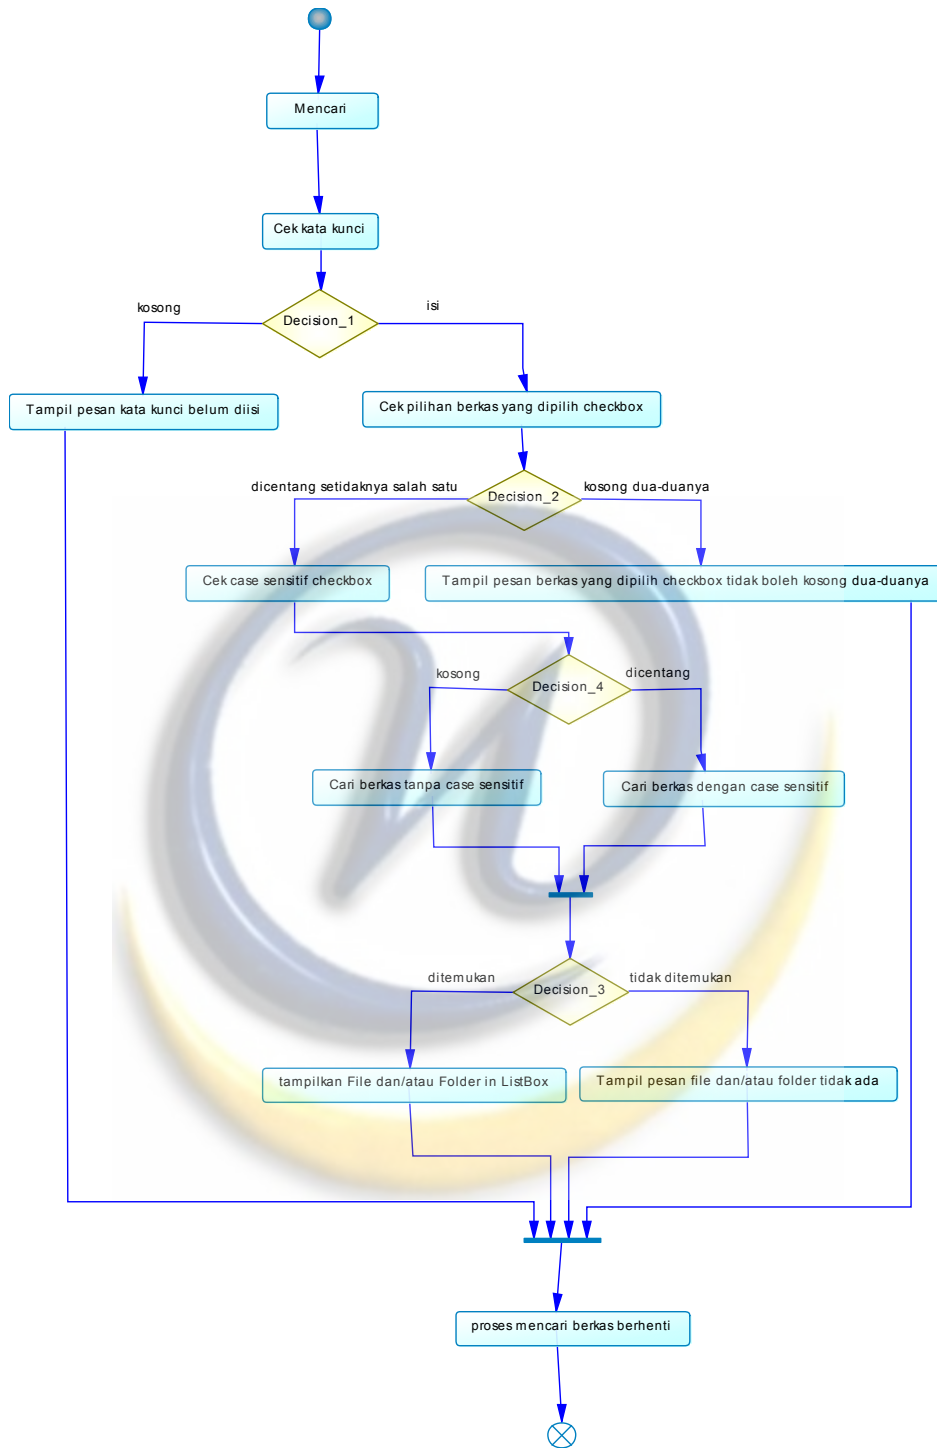 Mencari
Cek kata kunci
Decision_1
kosong
isi
Tampil pesan kata kunci belum diisi
Cek pilihan berkas yang dipilih checkbox
Decision_2
dicentang setidaknya salah satu
kosong dua-duanya
Cek case sensitif checkbox
Tampil pesan berkas yang dipilih checkbox tidak boleh kosong dua-duanya
Decision_4
kosong
dicentang
Cari berkas tanpa case sensitif
Cari berkas dengan case sensitif
Decision_3
ditemukan
tidak ditemukan
tampilkan File dan/atau Folder in ListBox
Tampil pesan file dan/atau folder tidak ada
proses mencari berkas berhenti